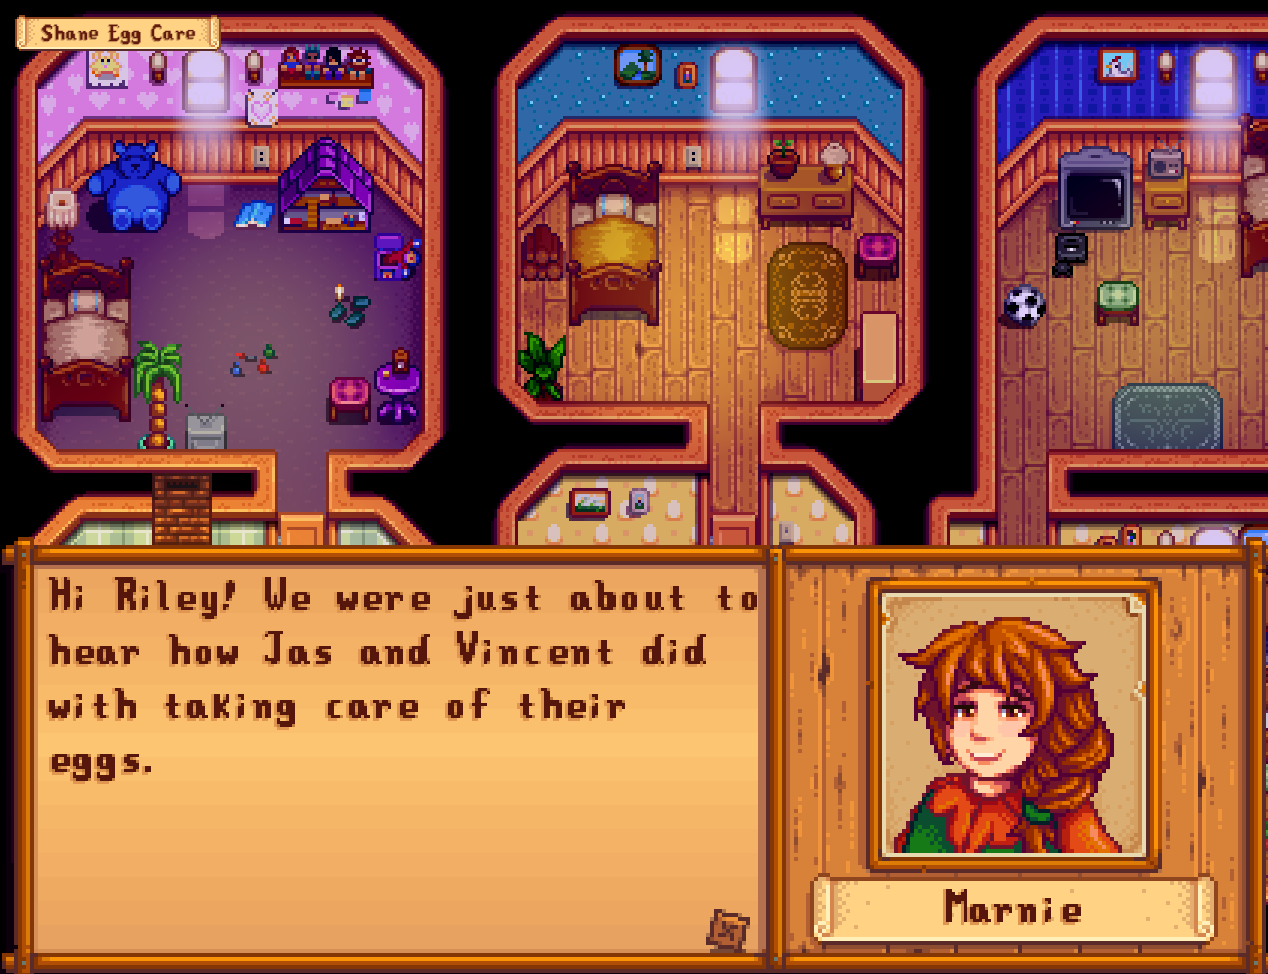 Shane Egg Care
Hi Riley! We were just about to
hear how Jas and Vincent did
with taking care of their
eggs.
Marnie